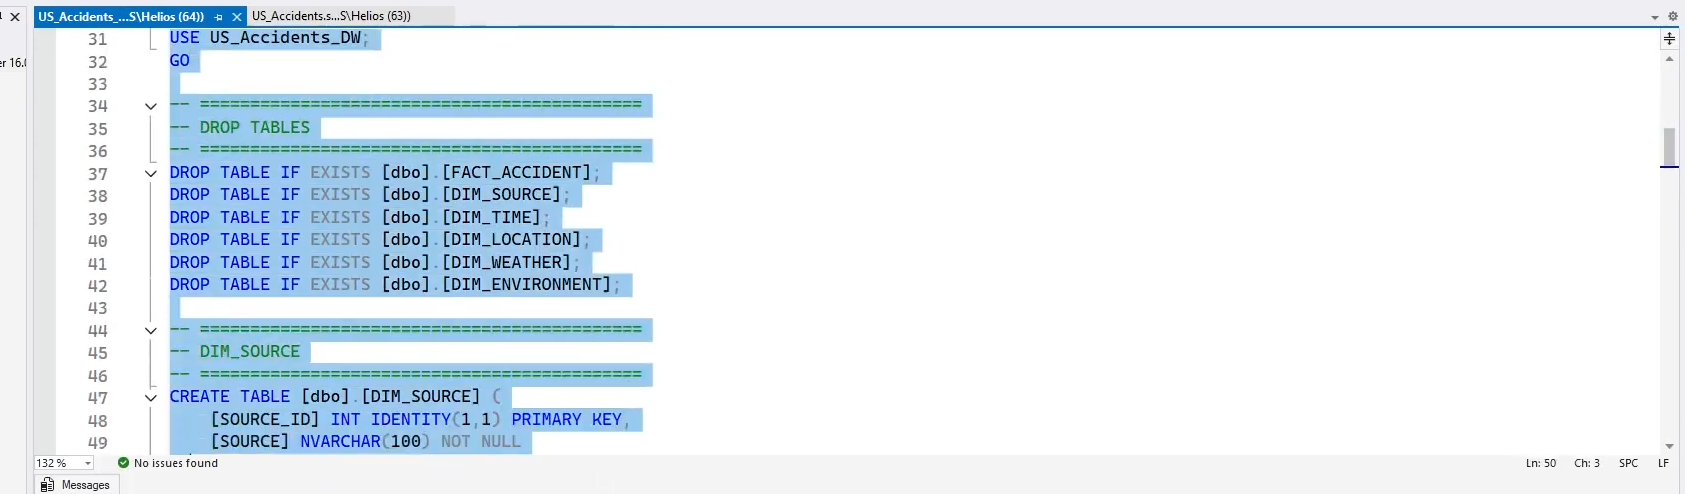 US_Accidents_...S\Helios (64)) US_Accidents.s...S\Helios (63))
31 USE US_Accidents_DW;
er 16.0
32 GO
33
34 -- ============================================
35 -- DROP TABLES
36 -- ============================================
37 DROP TABLE IF EXISTS [dbo].[FACT_ACCIDENT];
38 DROP TABLE IF EXISTS [dbo].[DIM_SOURCE];
39 DROP TABLE IF EXISTS [dbo].[DIM_TIME];
40 DROP TABLE IF EXISTS [dbo].[DIM_LOCATION];
41 DROP TABLE IF EXISTS [dbo].[DIM_WEATHER];
42 DROP TABLE IF EXISTS [dbo].[DIM_ENVIRONMENT];
43
44 -- ============================================
45 -- DIM_SOURCE
46 -- ============================================
47 CREATE TABLE [dbo].[DIM_SOURCE] (
48 [SOURCE_ID] INT IDENTITY(1,1) PRIMARY KEY,
49 [SOURCE] NVARCHAR(100) NOT NULL
132 % No issues found Ln: 50 Ch: 3 SPC LF
Messages